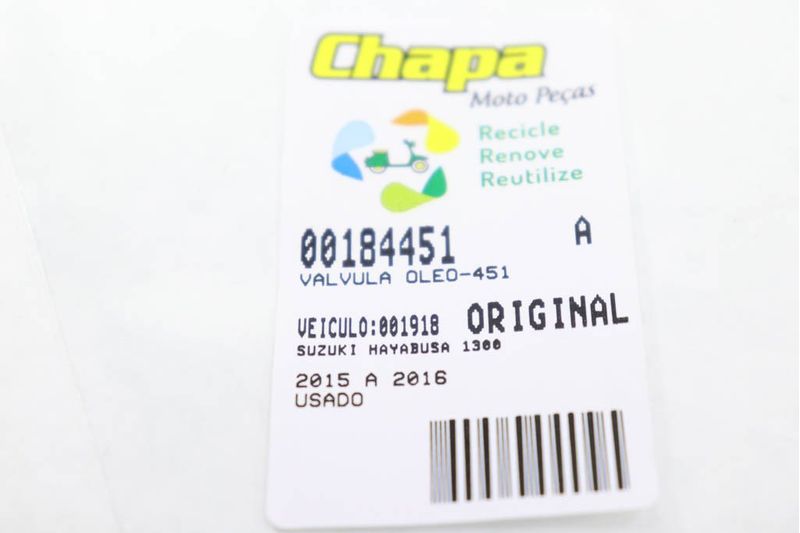 Chapa
Moto Peças
Recicle
Renove
Reutilize
00184451 A
VALVULA OLEO-451
VEICULO:001918 ORIGINAL
SUZUKI HAYABUSA 1300
2015 A 2016
USADO